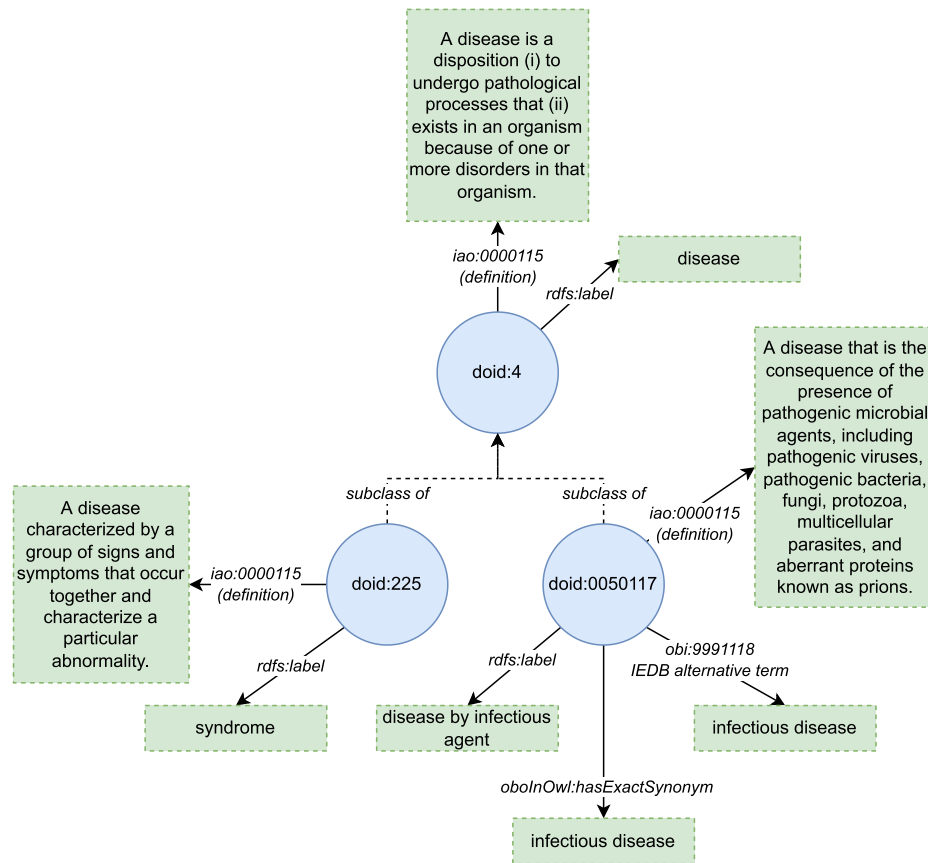 A disease is a
disposition (i) to
undergo pathological
processes that (ii)
exists in an organism
because of one or
more disorders in that
organism.
iao:0000115
(definition)
disease
rdfs:label
doid:4
A disease that is the
consequence of the
presence of
pathogenic microbial
agents, including
pathogenic viruses,
pathogenic bacteria,
fungi, protozoa,
multicellular
parasites, and
aberrant proteins
known as prions.
subclass of
subclass of
iao:0000115
(definition)
A disease
characterized by a
group of signs and
symptoms that occur
together and
characterize a
particular
abnormality.
iao:0000115
(definition)
doid:225
doid:0050117
rdfs:label
rdfs:label
obi:9991118
IEDB alternative term
syndrome
disease by infectious
agent
infectious disease
oboInOwl:hasExactSynonym
infectious disease